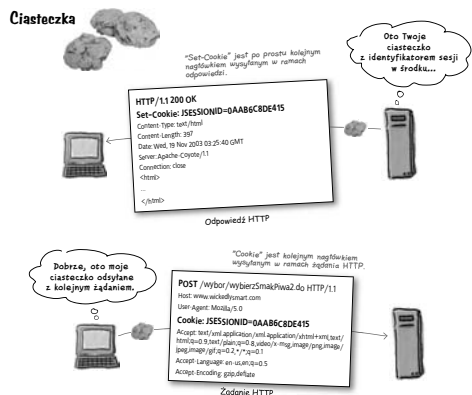 Ciasteczka
"Set-Cookie" jest po prostu kolejnym
nagłówkiem wysyłanym w ramach
odpowiedzi.
Oto Twoje
ciasteczko
z identyfikatorem sesji
w środku...
HTTP/1.1 200 OK
Set-Cookie: JSESSIONID=0AAB6C8DE415
Content-Type: text/html
Content-Length: 397
Date: Wed, 19 Nov 2003 03:25:40 GMT
Server: Apache-Coyote/1.1
Connection: close
<html>
...
</html>
Odpowiedź HTTP
"Cookie" jest kolejnym nagłówkiem
wysyłanym w ramach żądania HTTP.
Dobrze, oto moje
ciasteczko odsyłane
z kolejnym żądaniem.
POST /wybor/wybierzSmakPiwa2.do HTTP/1.1
Host: www.wickedlysmart.com
User-Agent: Mozilla/5.0
Cookie: JSESSIONID=0AAB6C8DE415
Accept: text/xml,application/xml,application/xhtml+xml,text/
html;q=0.9,text/plain;q=0.8,video/x-mng,image/png,image/
jpeg,image/gif;q=0.2,*/*;q=0.1
Accept-Language: en-us,en;q=0.5
Accept-Encoding: gzip,deflate
Żądanie HTTP